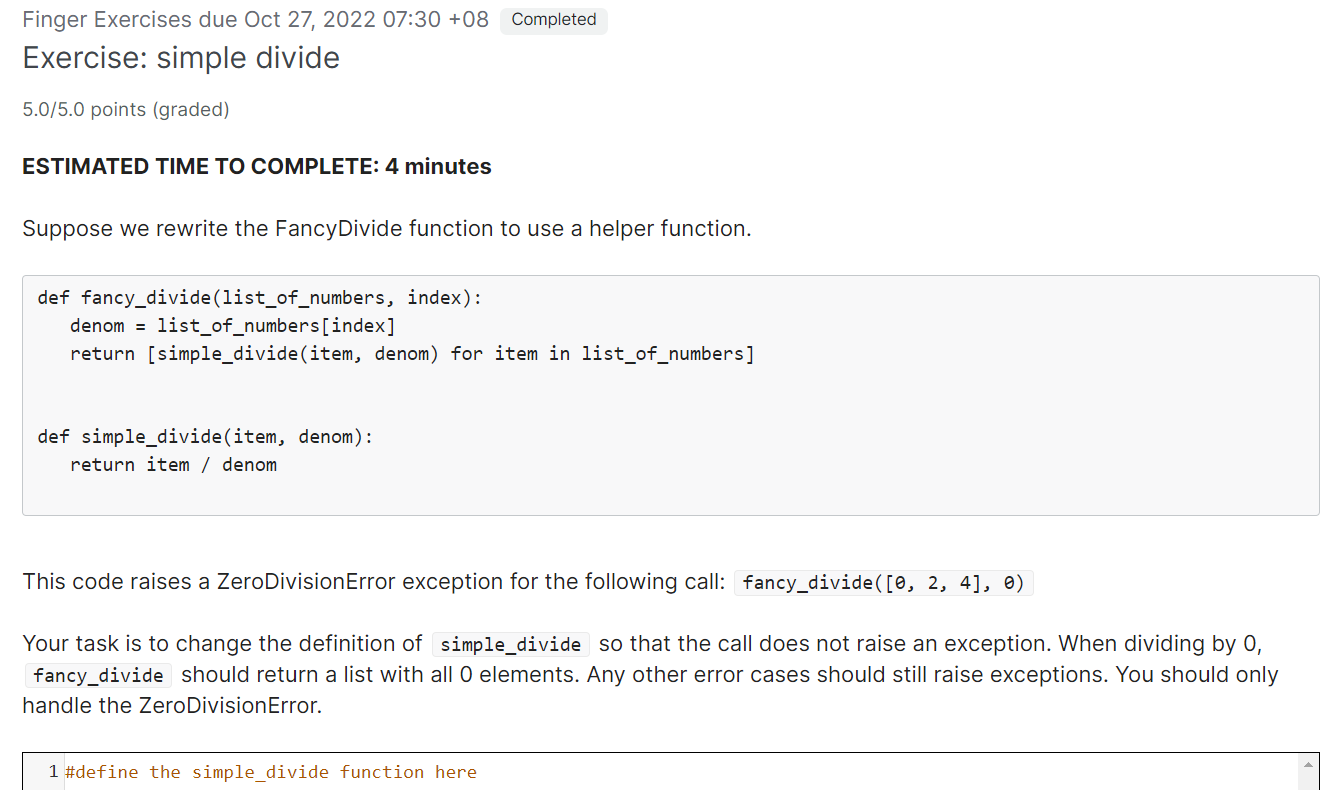 Finger Exercises due Oct 27, 2022 07:30 +08 Completed
Exercise: simple divide
5.0/5.0 points (graded)
ESTIMATED TIME TO COMPLETE: 4 minutes
Suppose we rewrite the FancyDivide function to use a helper function.
def fancy_divide(list_of_numbers, index):
   denom = list_of_numbers[index]
   return [simple_divide(item, denom) for item in list_of_numbers]
def simple_divide(item, denom):
   return item / denom
This code raises a ZeroDivisionError exception for the following call: fancy_divide([0, 2, 4], 0)
Your task is to change the definition of simple_divide so that the call does not raise an exception. When dividing by 0,
fancy_divide should return a list with all 0 elements. Any other error cases should still raise exceptions. You should only
handle the ZeroDivisionError.
1 #define the simple_divide function here